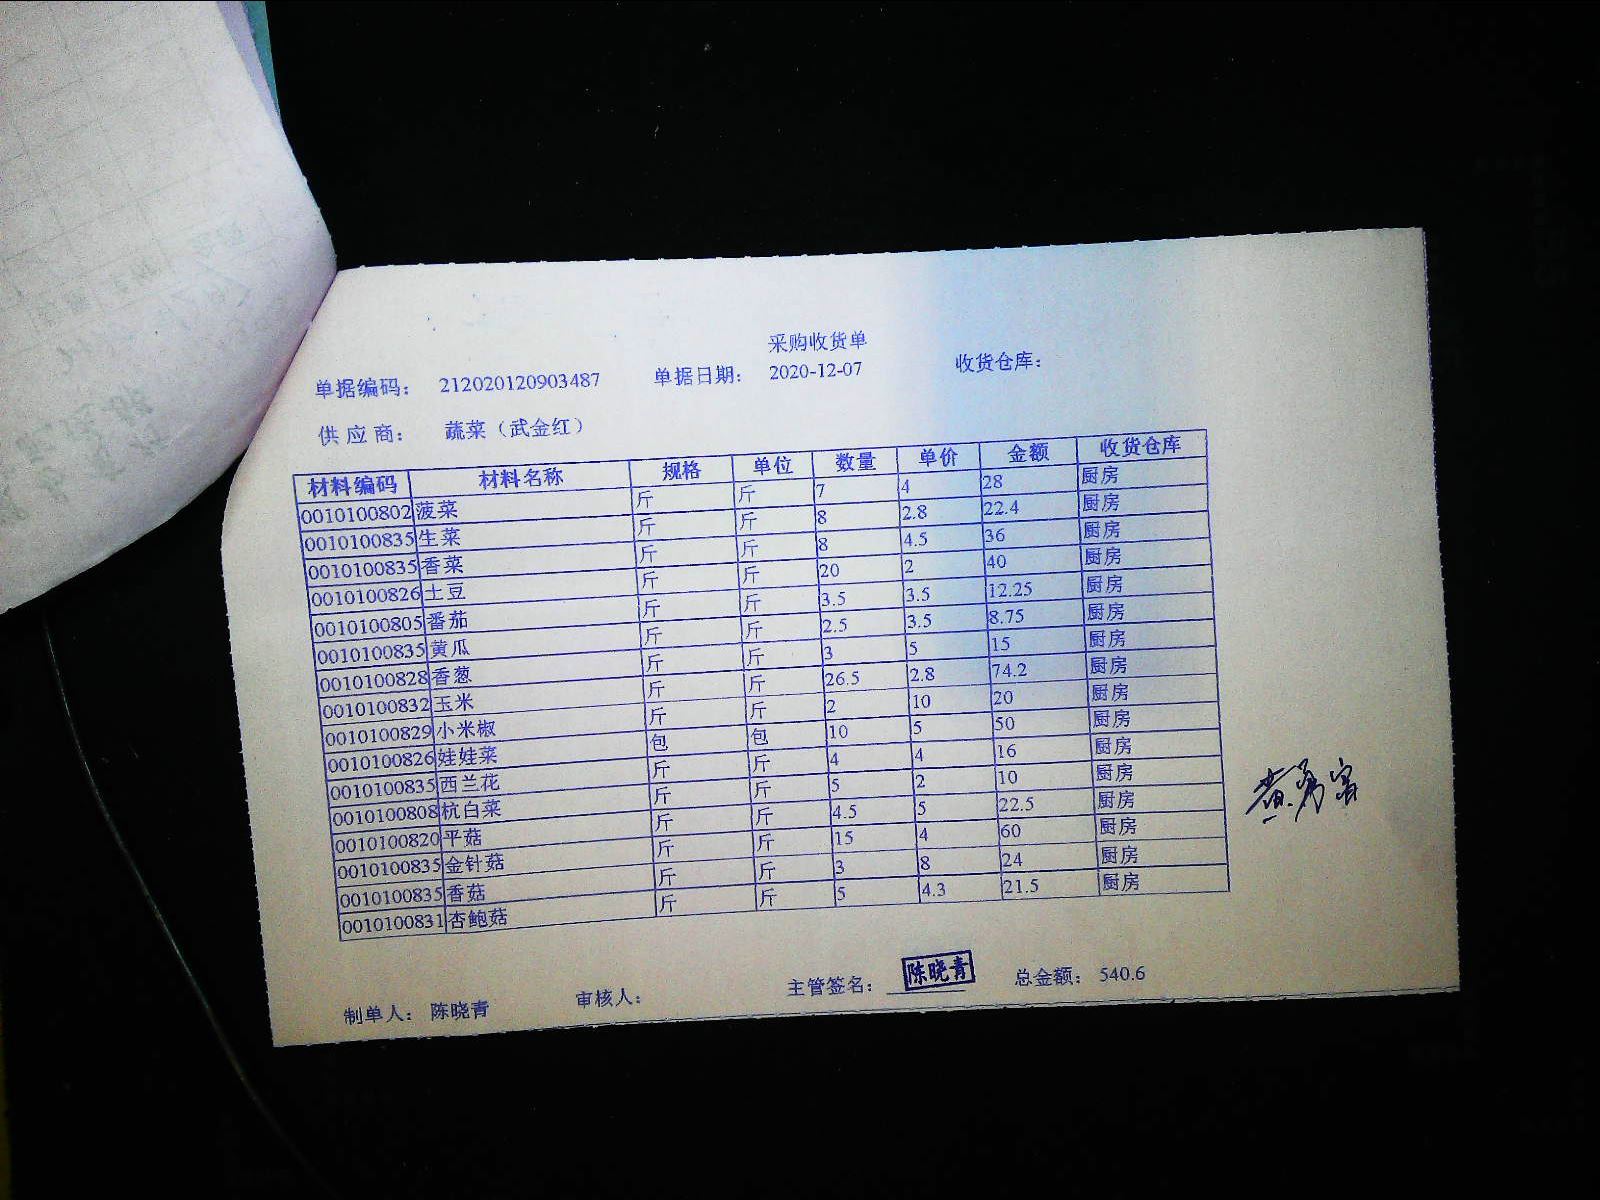 采购收货单
单据编码： 212020120903487 单据日期： 2020-12-07 收货仓库：
供应商： 蔬菜（武金红）
材料编码 材料名称 规格 单位 数量 单价 金额 收货仓库
0010100802 菠菜 斤 斤 7 4 28 厨房
0010100835 生菜 斤 斤 8 2.8 22.4 厨房
0010100835 香菜 斤 斤 8 4.5 36 厨房
0010100826 土豆 斤 斤 20 2 40 厨房
0010100805 番茄 斤 斤 3.5 3.5 12.25 厨房
0010100835 黄瓜 斤 斤 2.5 3.5 8.75 厨房
0010100828 香葱 斤 斤 3 5 15 厨房
0010100832 玉米 斤 斤 26.5 2.8 74.2 厨房
0010100829 小米椒 斤 斤 2 10 20 厨房
0010100826 娃娃菜 包 包 10 5 50 厨房
0010100835 西兰花 斤 斤 4 4 16 厨房
0010100808 杭白菜 斤 斤 5 2 10 厨房
0010100820 平菇 斤 斤 4.5 5 22.5 厨房
0010100835 金针菇 斤 斤 15 4 60 厨房
0010100835 香菇 斤 斤 3 8 24 厨房
0010100831 杏鲍菇 斤 斤 5 4.3 21.5 厨房
制单人： 陈晓青 审核人： 主管签名： 陈晓青 总金额： 540.6